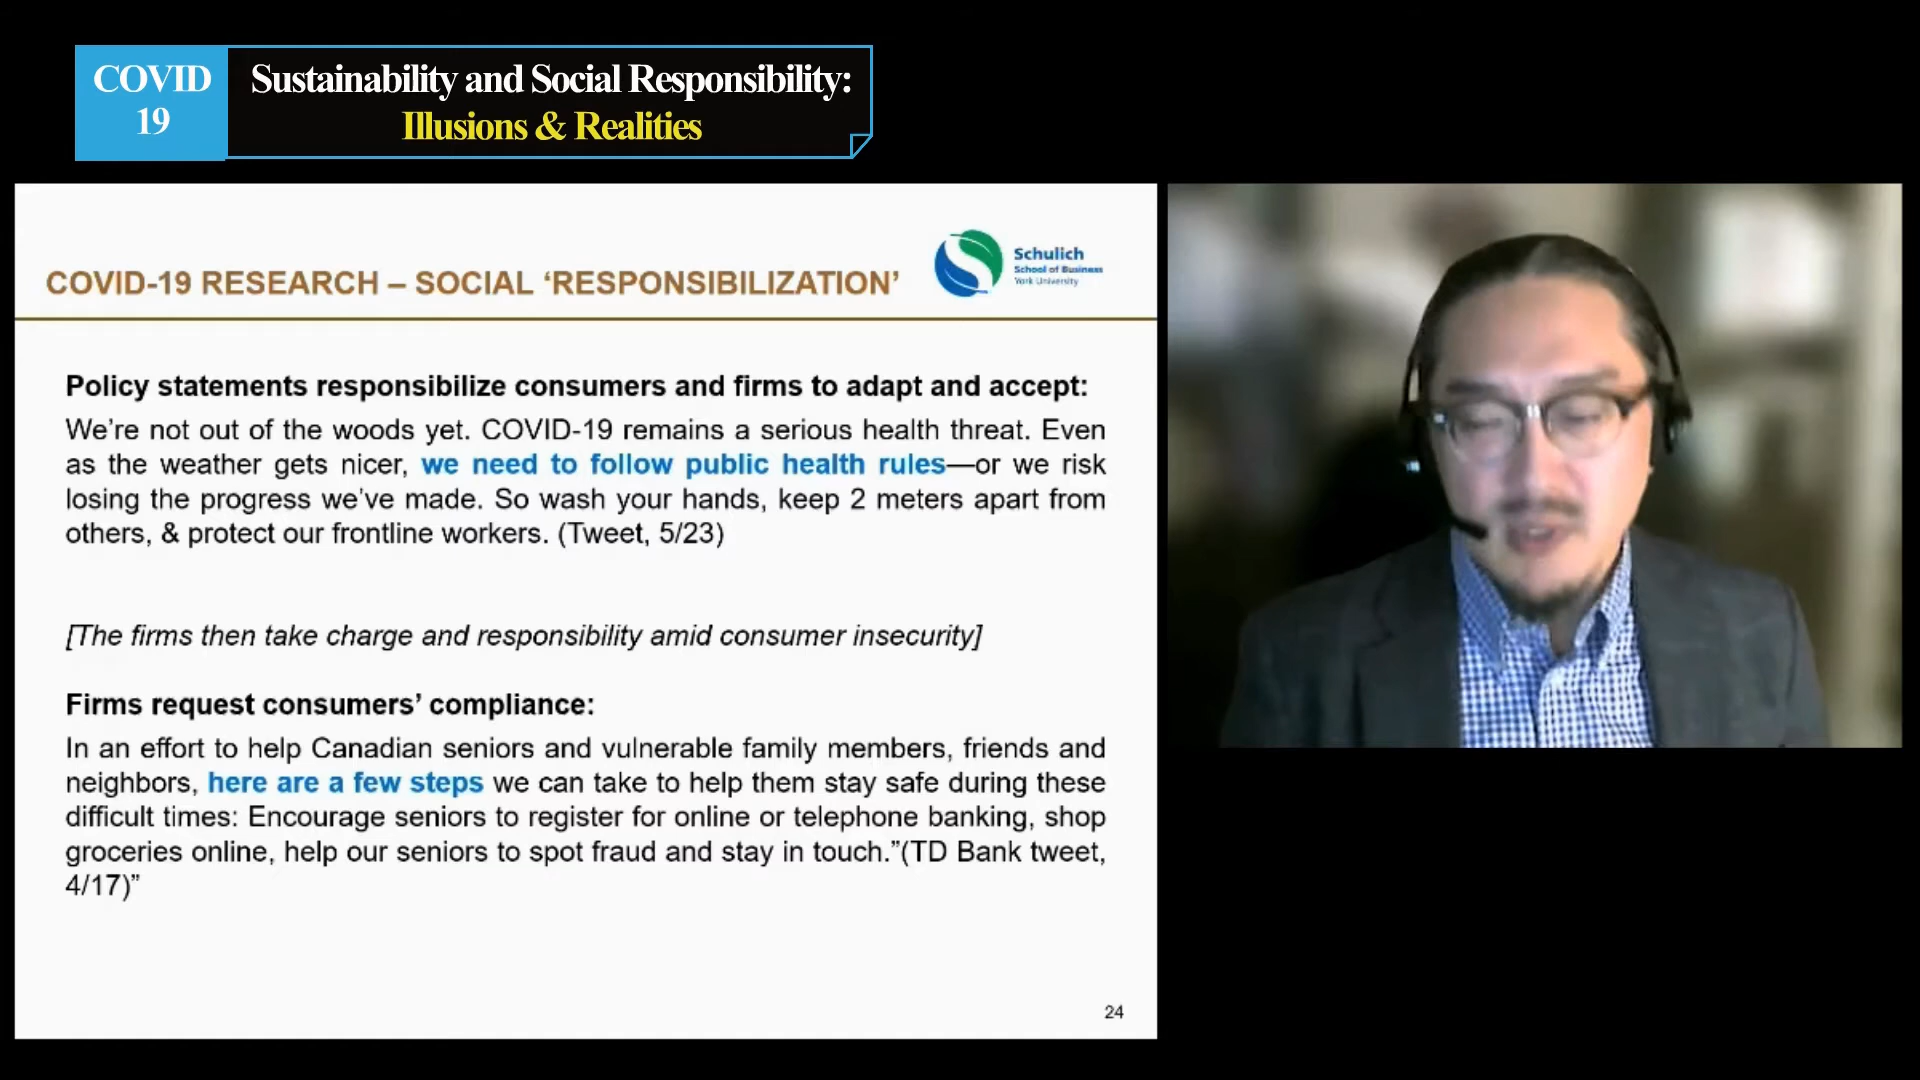 COVID
19
Sustainability and Social Responsibility:
Illusions & Realities
Schulich
School of Business
York University
COVID-19 RESEARCH – SOCIAL ‘RESPONSIBILIZATION’
Policy statements responsibilize consumers and firms to adapt and accept:
We’re not out of the woods yet. COVID-19 remains a serious health threat. Even
as the weather gets nicer, we need to follow public health rules—or we risk
losing the progress we’ve made. So wash your hands, keep 2 meters apart from
others, & protect our frontline workers. (Tweet, 5/23)
[The firms then take charge and responsibility amid consumer insecurity]
Firms request consumers’ compliance:
In an effort to help Canadian seniors and vulnerable family members, friends and
neighbors, here are a few steps we can take to help them stay safe during these
difficult times: Encourage seniors to register for online or telephone banking, shop
groceries online, help our seniors to spot fraud and stay in touch.”(TD Bank tweet,
4/17)”
24